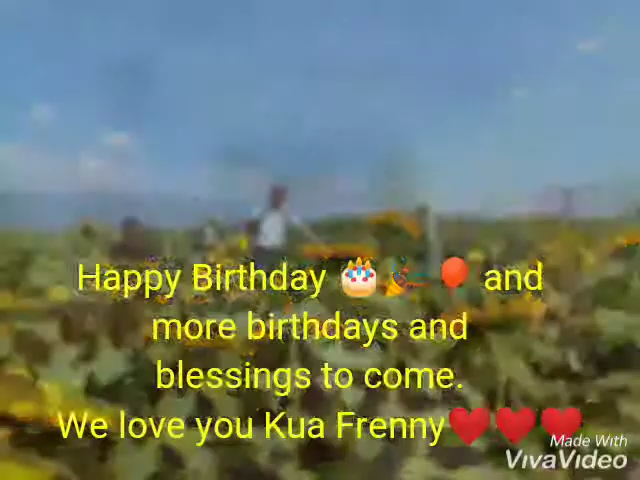 Happy Birthday 🎂🎉🎈 and
more birthdays and
blessings to come.
We love you Kua Frenny❤️❤️❤️
Made With
VivaVideo